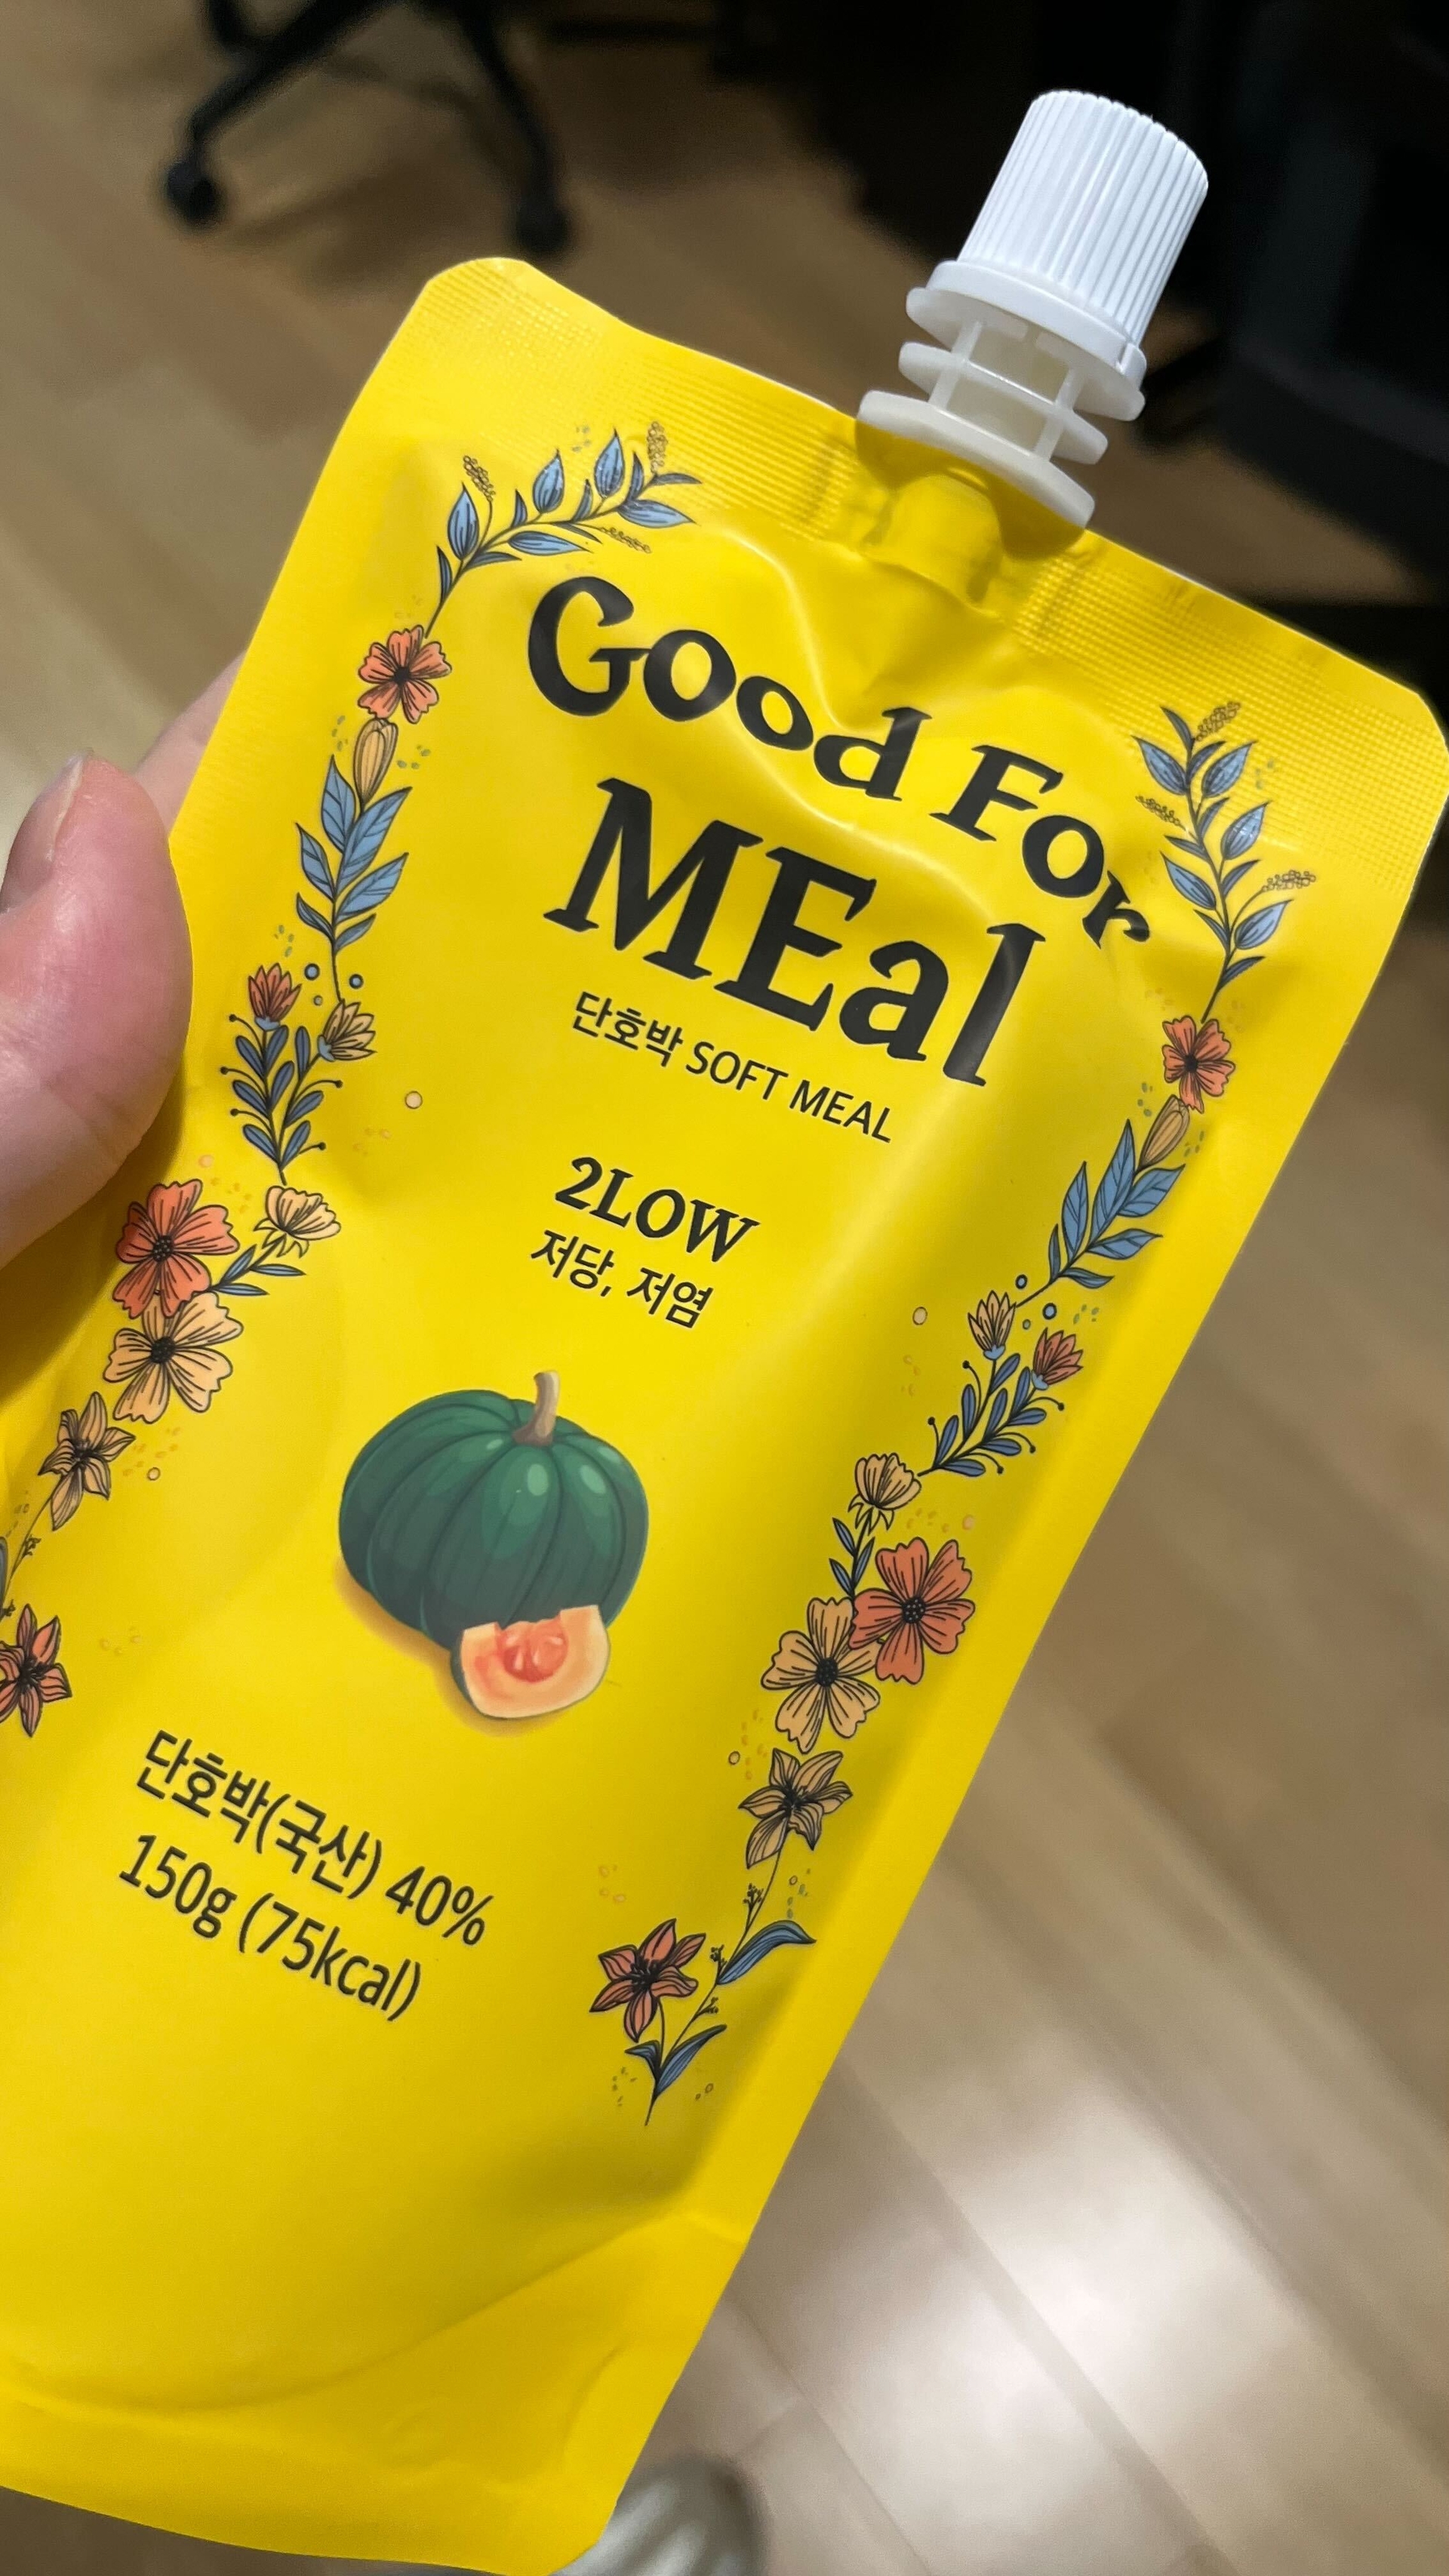 Good For
MEal
단호박 SOFT MEAL
2LOW
저당, 저염
단호박(국산) 40%
150g (75kcal)